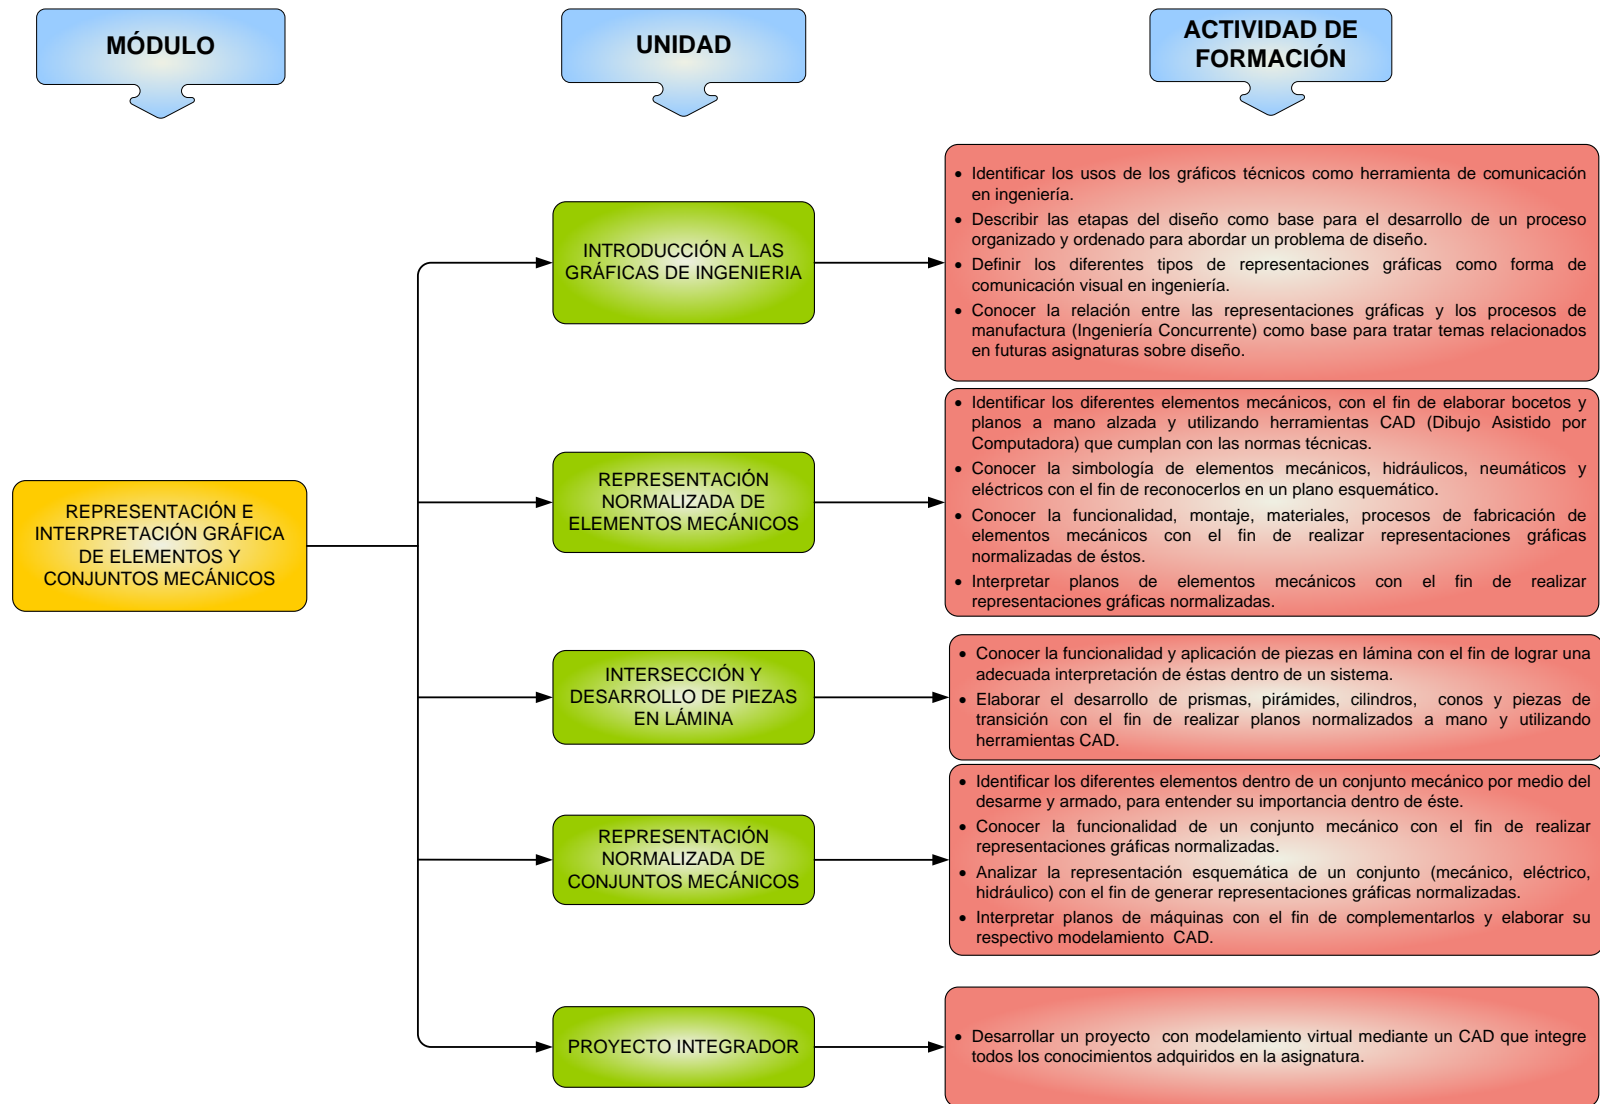 MÓDULO
UNIDAD
ACTIVIDAD DE
FORMACIÓN
REPRESENTACIÓN E
INTERPRETACIÓN GRÁFICA
DE ELEMENTOS Y
CONJUNTOS MECÁNICOS
INTRODUCCIÓN A LAS
GRÁFICAS DE INGENIERIA
• Identificar los usos de los gráficos técnicos como herramienta de comunicación
en ingeniería.
• Describir las etapas del diseño como base para el desarrollo de un proceso
organizado y ordenado para abordar un problema de diseño.
• Definir los diferentes tipos de representaciones gráficas como forma de
comunicación visual en ingeniería.
• Conocer la relación entre las representaciones gráficas y los procesos de
manufactura (Ingeniería Concurrente) como base para tratar temas relacionados
en futuras asignaturas sobre diseño.
REPRESENTACIÓN
NORMALIZADA DE
ELEMENTOS MECÁNICOS
• Identificar los diferentes elementos mecánicos, con el fin de elaborar bocetos y
planos a mano alzada y utilizando herramientas CAD (Dibujo Asistido por
Computadora) que cumplan con las normas técnicas.
• Conocer la simbología de elementos mecánicos, hidráulicos, neumáticos y
eléctricos con el fin de reconocerlos en un plano esquemático.
• Conocer la funcionalidad, montaje, materiales, procesos de fabricación de
elementos mecánicos con el fin de realizar representaciones gráficas
normalizadas de éstos.
• Interpretar planos de elementos mecánicos con el fin de realizar
representaciones gráficas normalizadas.
INTERSECCIÓN Y
DESARROLLO DE PIEZAS
EN LÁMINA
• Conocer la funcionalidad y aplicación de piezas en lámina con el fin de lograr una
adecuada interpretación de éstas dentro de un sistema.
• Elaborar el desarrollo de prismas, pirámides, cilindros, conos y piezas de
transición con el fin de realizar planos normalizados a mano y utilizando
herramientas CAD.
REPRESENTACIÓN
NORMALIZADA DE
CONJUNTOS MECÁNICOS
• Identificar los diferentes elementos dentro de un conjunto mecánico por medio del
desarme y armado, para entender su importancia dentro de éste.
• Conocer la funcionalidad de un conjunto mecánico con el fin de realizar
representaciones gráficas normalizadas.
• Analizar la representación esquemática de un conjunto (mecánico, eléctrico,
hidráulico) con el fin de generar representaciones gráficas normalizadas.
• Interpretar planos de máquinas con el fin de complementarlos y elaborar su
respectivo modelamiento CAD.
PROYECTO INTEGRADOR
• Desarrollar un proyecto con modelamiento virtual mediante un CAD que integre
todos los conocimientos adquiridos en la asignatura.